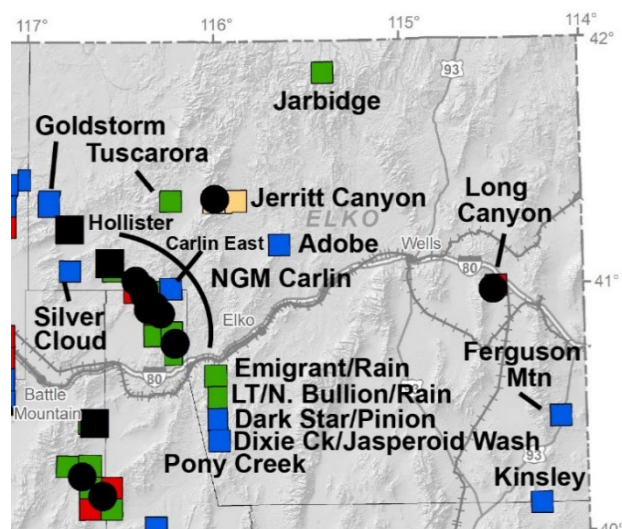 117°
116°
115°
114°
42°
93
Jarbidge
Goldstorm
Tuscarora
Jerritt Canyon
Long
Canyon
ELKO
Hollister
Carlin East
Adobe
Wells
80
NGM Carlin
41°
Silver
Cloud
Elko
Ferguson
Mtn
80
Emigrant/Rain
Battle
Mountain
LT/N. Bullion/Rain
Dark Star/Pinion
Dixie Ck/Jasperoid Wash
Pony Creek
93
Kinsley
40°